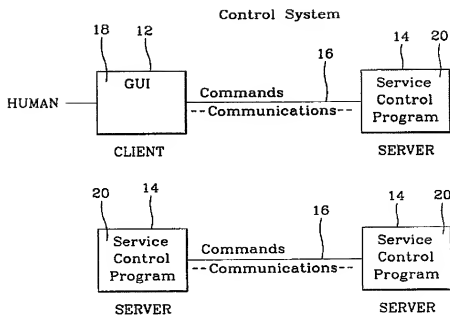 Control System
18 12 14 20
16
GUI
HUMAN
Commands
--Communications--
Service
Control
Program
CLIENT
SERVER
20 14 14 20
16
Service
Control
Program
Commands
--Communications--
Service
Control
Program
SERVER
SERVER